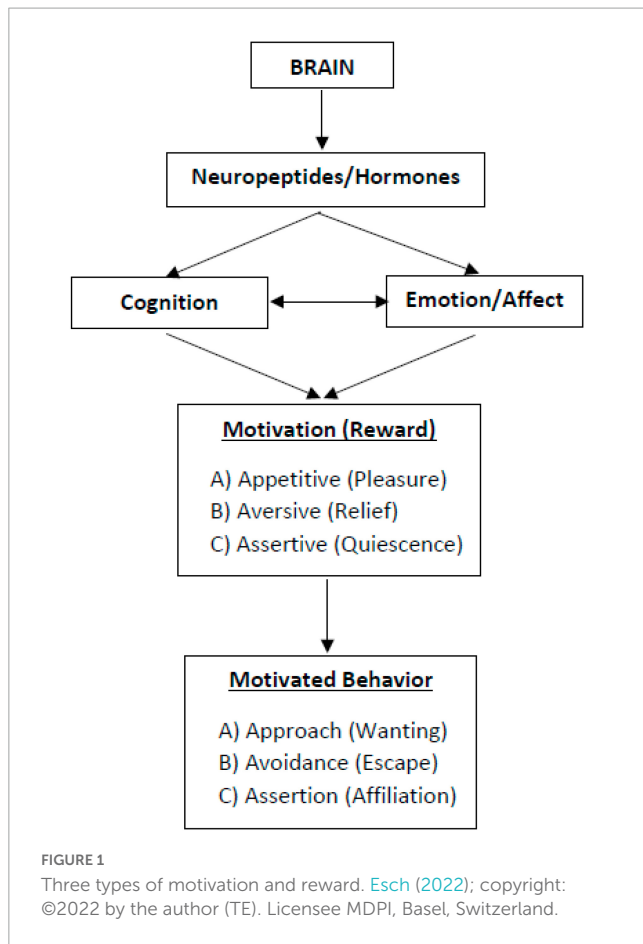 BRAIN
Neuropeptides/Hormones
Cognition
Emotion/Affect
Motivation (Reward)
A) Appetitive (Pleasure)
B) Aversive (Relief)
C) Assertive (Quiescence)
Motivated Behavior
A) Approach (Wanting)
B) Avoidance (Escape)
C) Assertion (Affiliation)
FIGURE 1
Three types of motivation and reward. Esch (2022); copyright:
©2022 by the author (TE). Licensee MDPI, Basel, Switzerland.